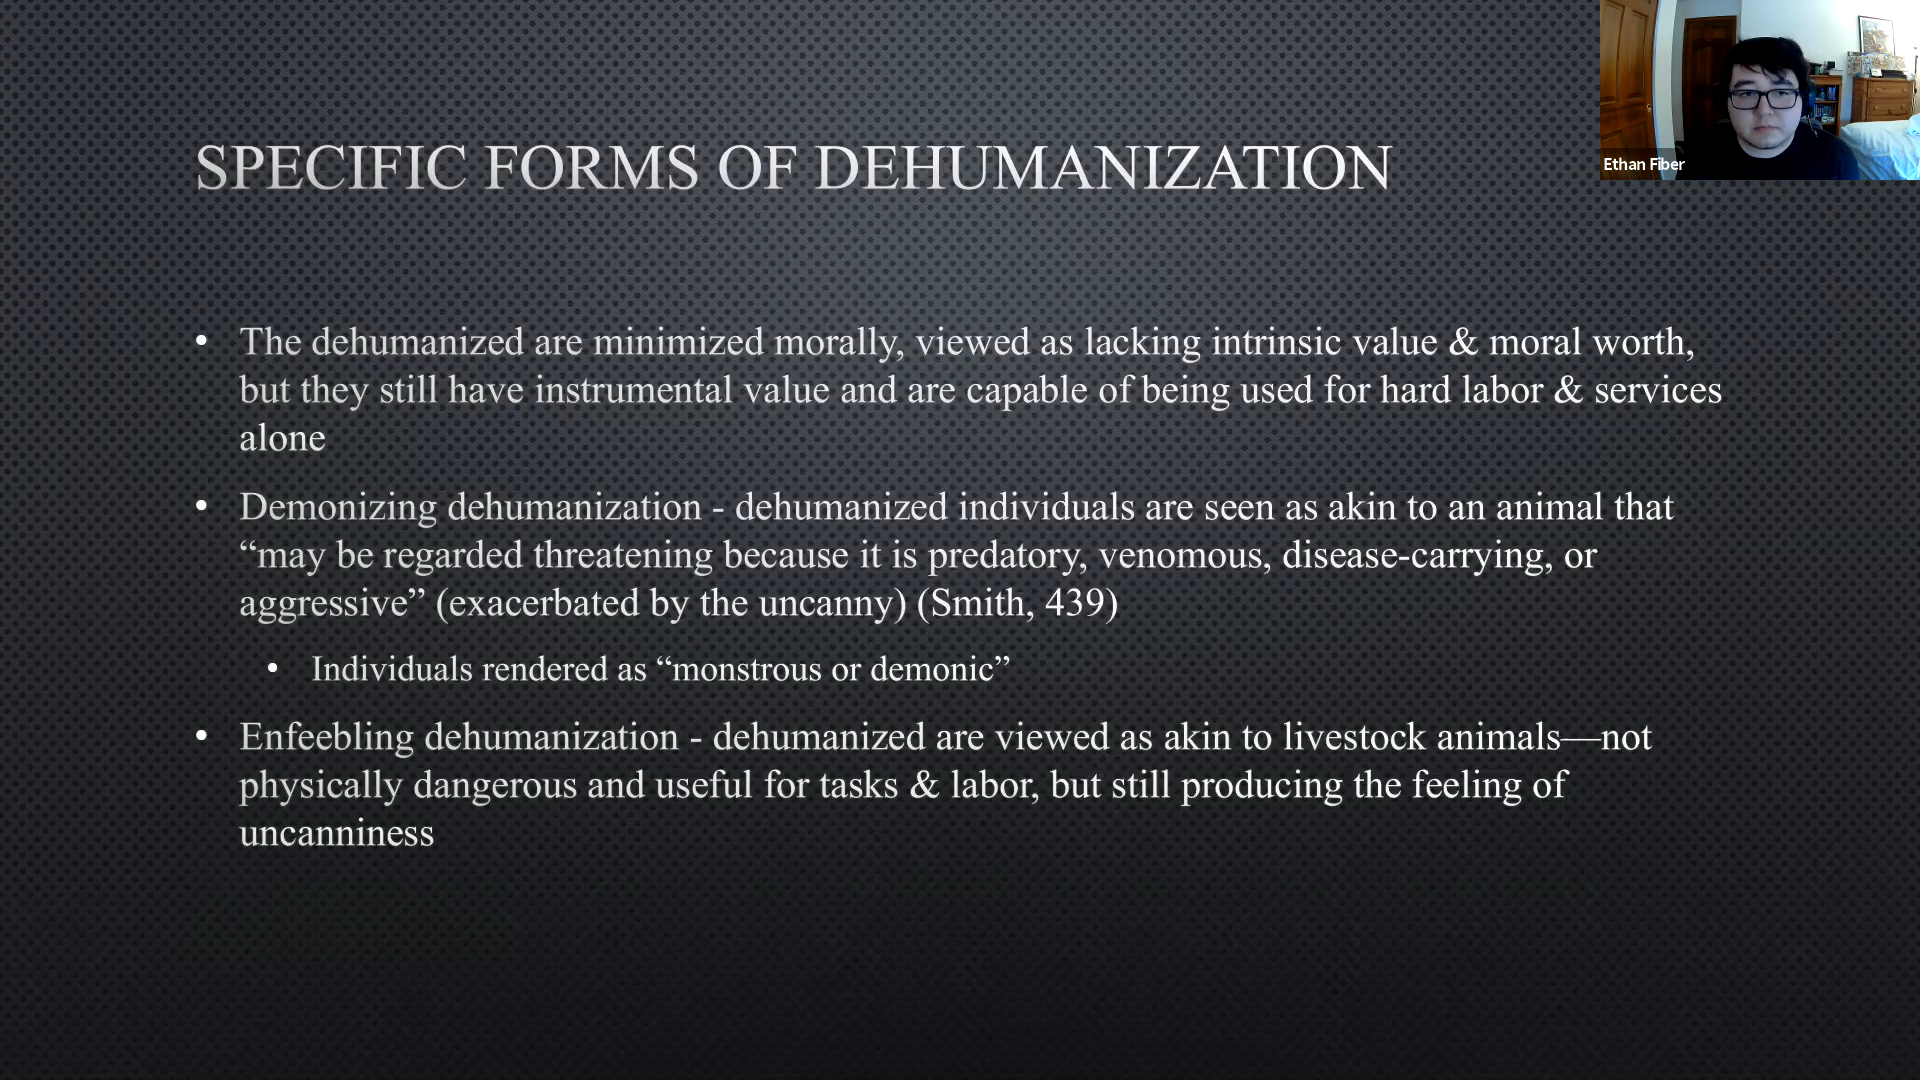 SPECIFIC FORMS OF DEHUMANIZATION
Ethan Fiber
• The dehumanized are minimized morally, viewed as lacking intrinsic value & moral worth,
but they still have instrumental value and are capable of being used for hard labor & services
alone
• Demonizing dehumanization - dehumanized individuals are seen as akin to an animal that
“may be regarded threatening because it is predatory, venomous, disease-carrying, or
aggressive” (exacerbated by the uncanny) (Smith, 439)
• Individuals rendered as “monstrous or demonic”
• Enfeebling dehumanization - dehumanized are viewed as akin to livestock animals—not
physically dangerous and useful for tasks & labor, but still producing the feeling of
uncanniness